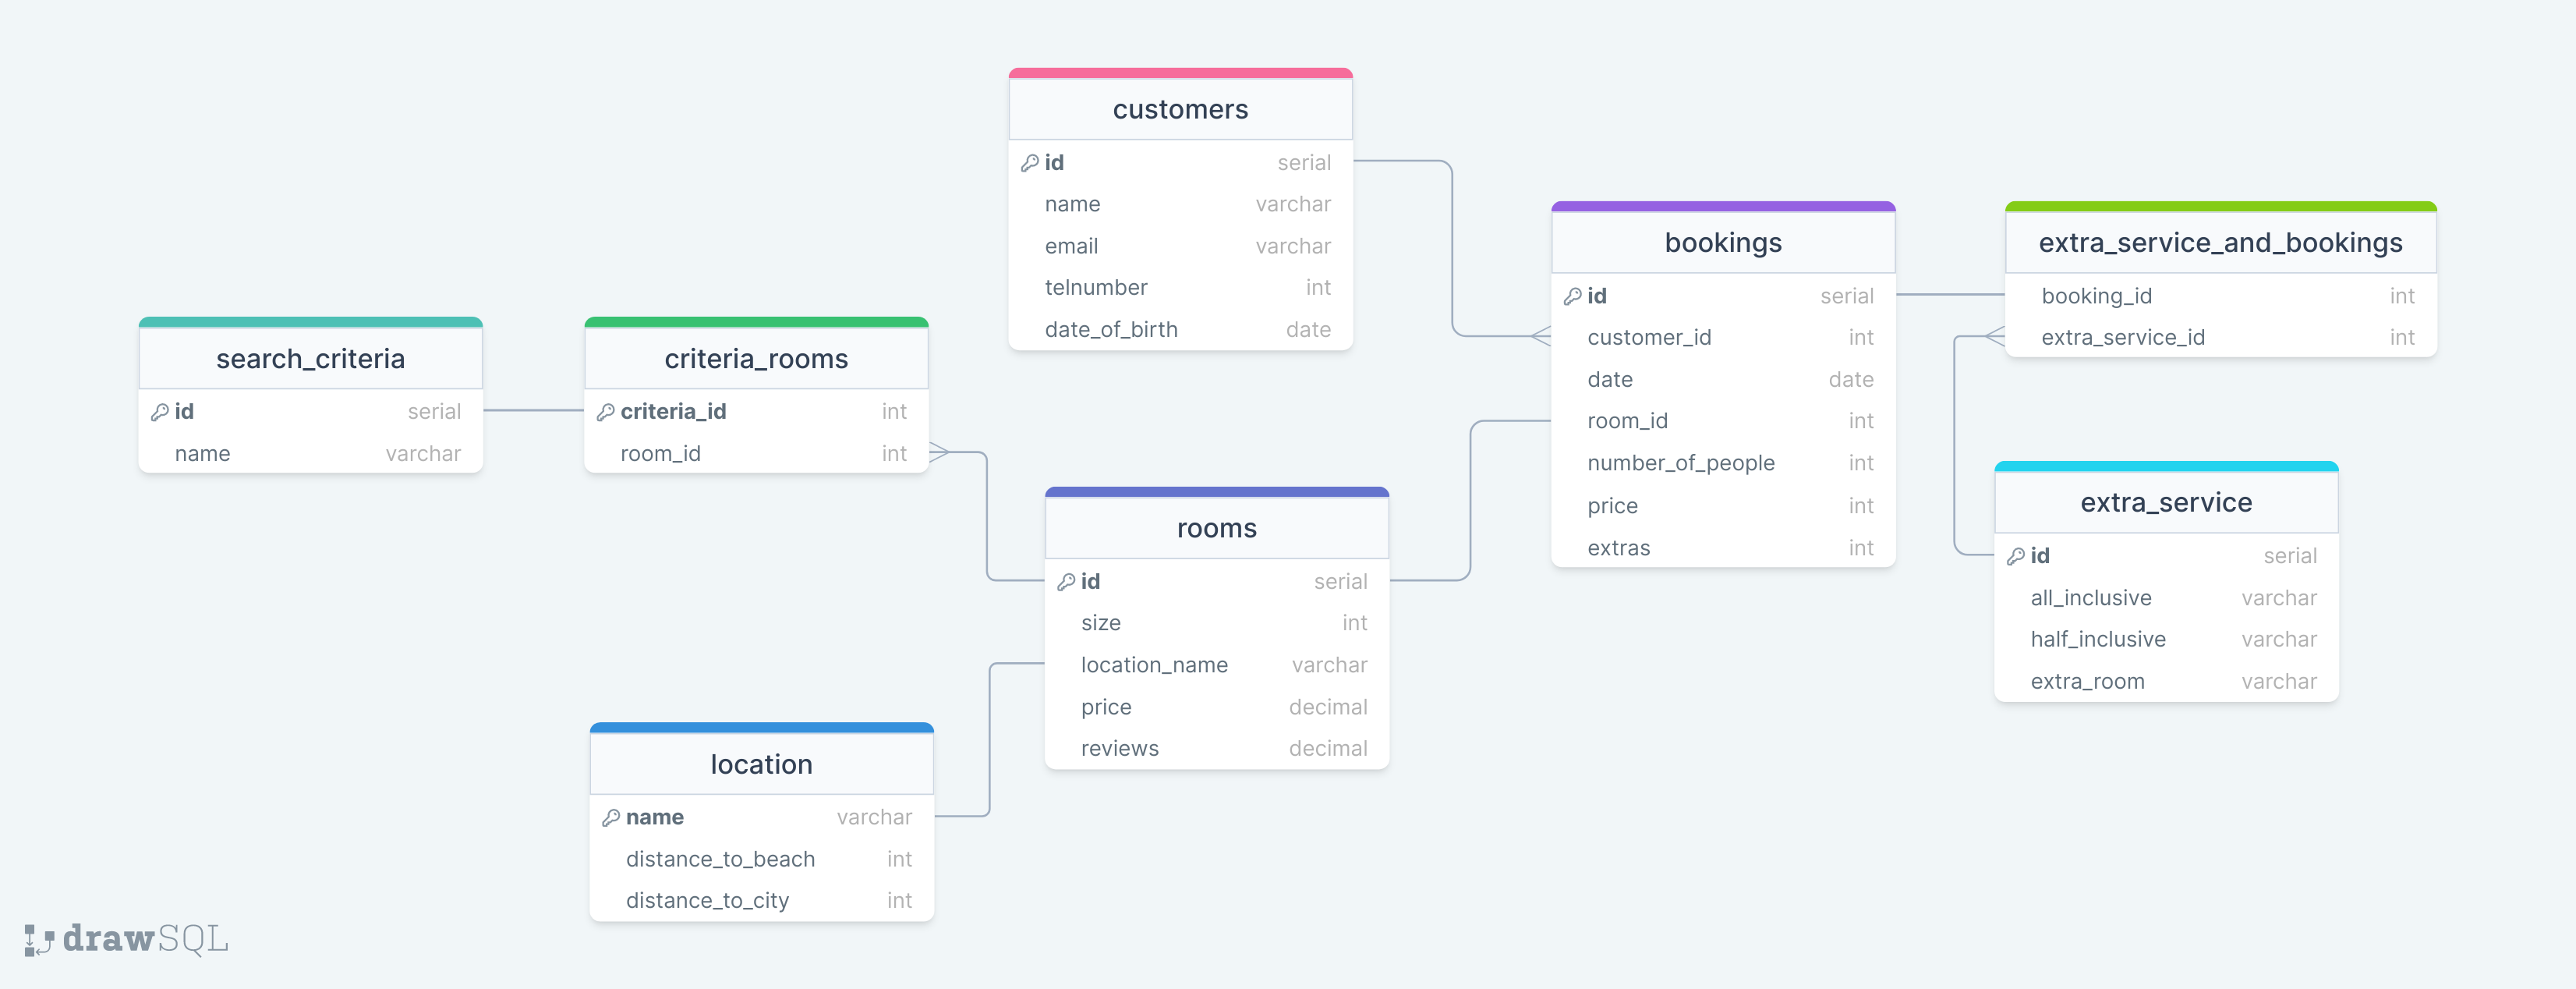 customers
id serial
name varchar
email varchar
telnumber int
date_of_birth date
bookings
id serial
customer_id int
date date
room_id int
number_of_people int
price int
extras int
extra_service_and_bookings
booking_id int
extra_service_id int
search_criteria
id serial
name varchar
criteria_rooms
criteria_id int
room_id int
rooms
id serial
size int
location_name varchar
price decimal
reviews decimal
extra_service
id serial
all_inclusive varchar
half_inclusive varchar
extra_room varchar
location
name varchar
distance_to_beach int
distance_to_city int
drawSQL